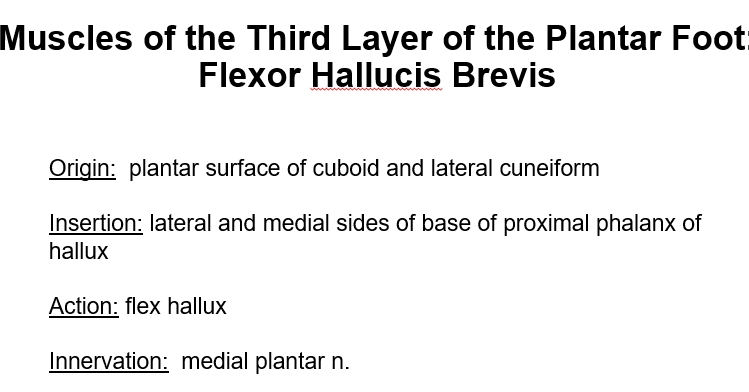 Muscles of the Third Layer of the Plantar Foot:
Flexor Hallucis Brevis
Origin:  plantar surface of cuboid and lateral cuneiform
Insertion: lateral and medial sides of base of proximal phalanx of
hallux
Action: flex hallux
Innervation:  medial plantar n.